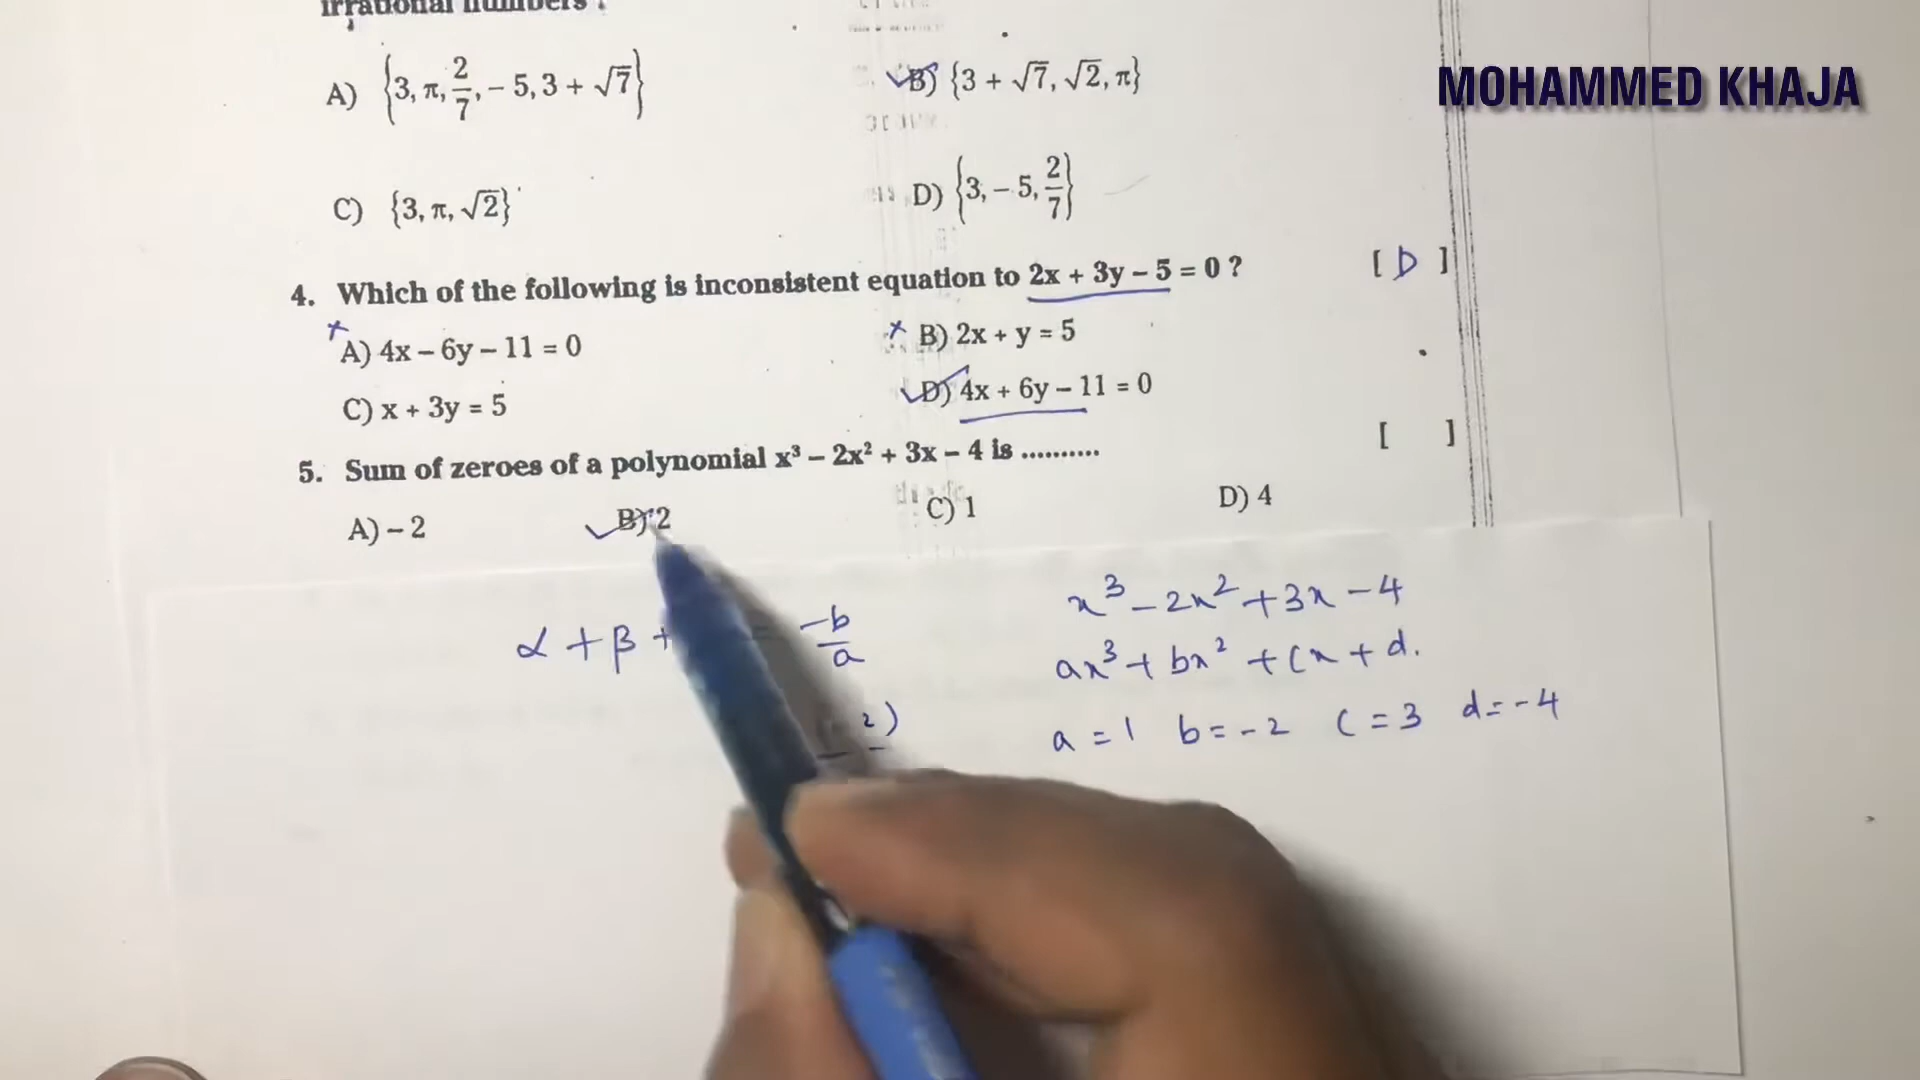 irrational numbers ?
MOHAMMED KHAJA
A) {3, π, 2/7, – 5, 3 + √7}
B) {3 + √7, √2, π}
C) {3, π, √2}
D) {3, – 5, 2/7}
4. Which of the following is inconsistent equation to 2x + 3y – 5 = 0 ? [ D ]
A) 4x – 6y – 11 = 0
B) 2x + y = 5
C) x + 3y = 5
D) 4x + 6y – 11 = 0
5. Sum of zeroes of a polynomial x³ – 2x² + 3x – 4 is .......... [ ]
A) – 2 B) 2 C) 1 D) 4
x³ – 2x² + 3x – 4
α + β + = –b/a
ax³ + bx² + cx + d.
2)
a = 1 b = – 2 c = 3 d = – 4